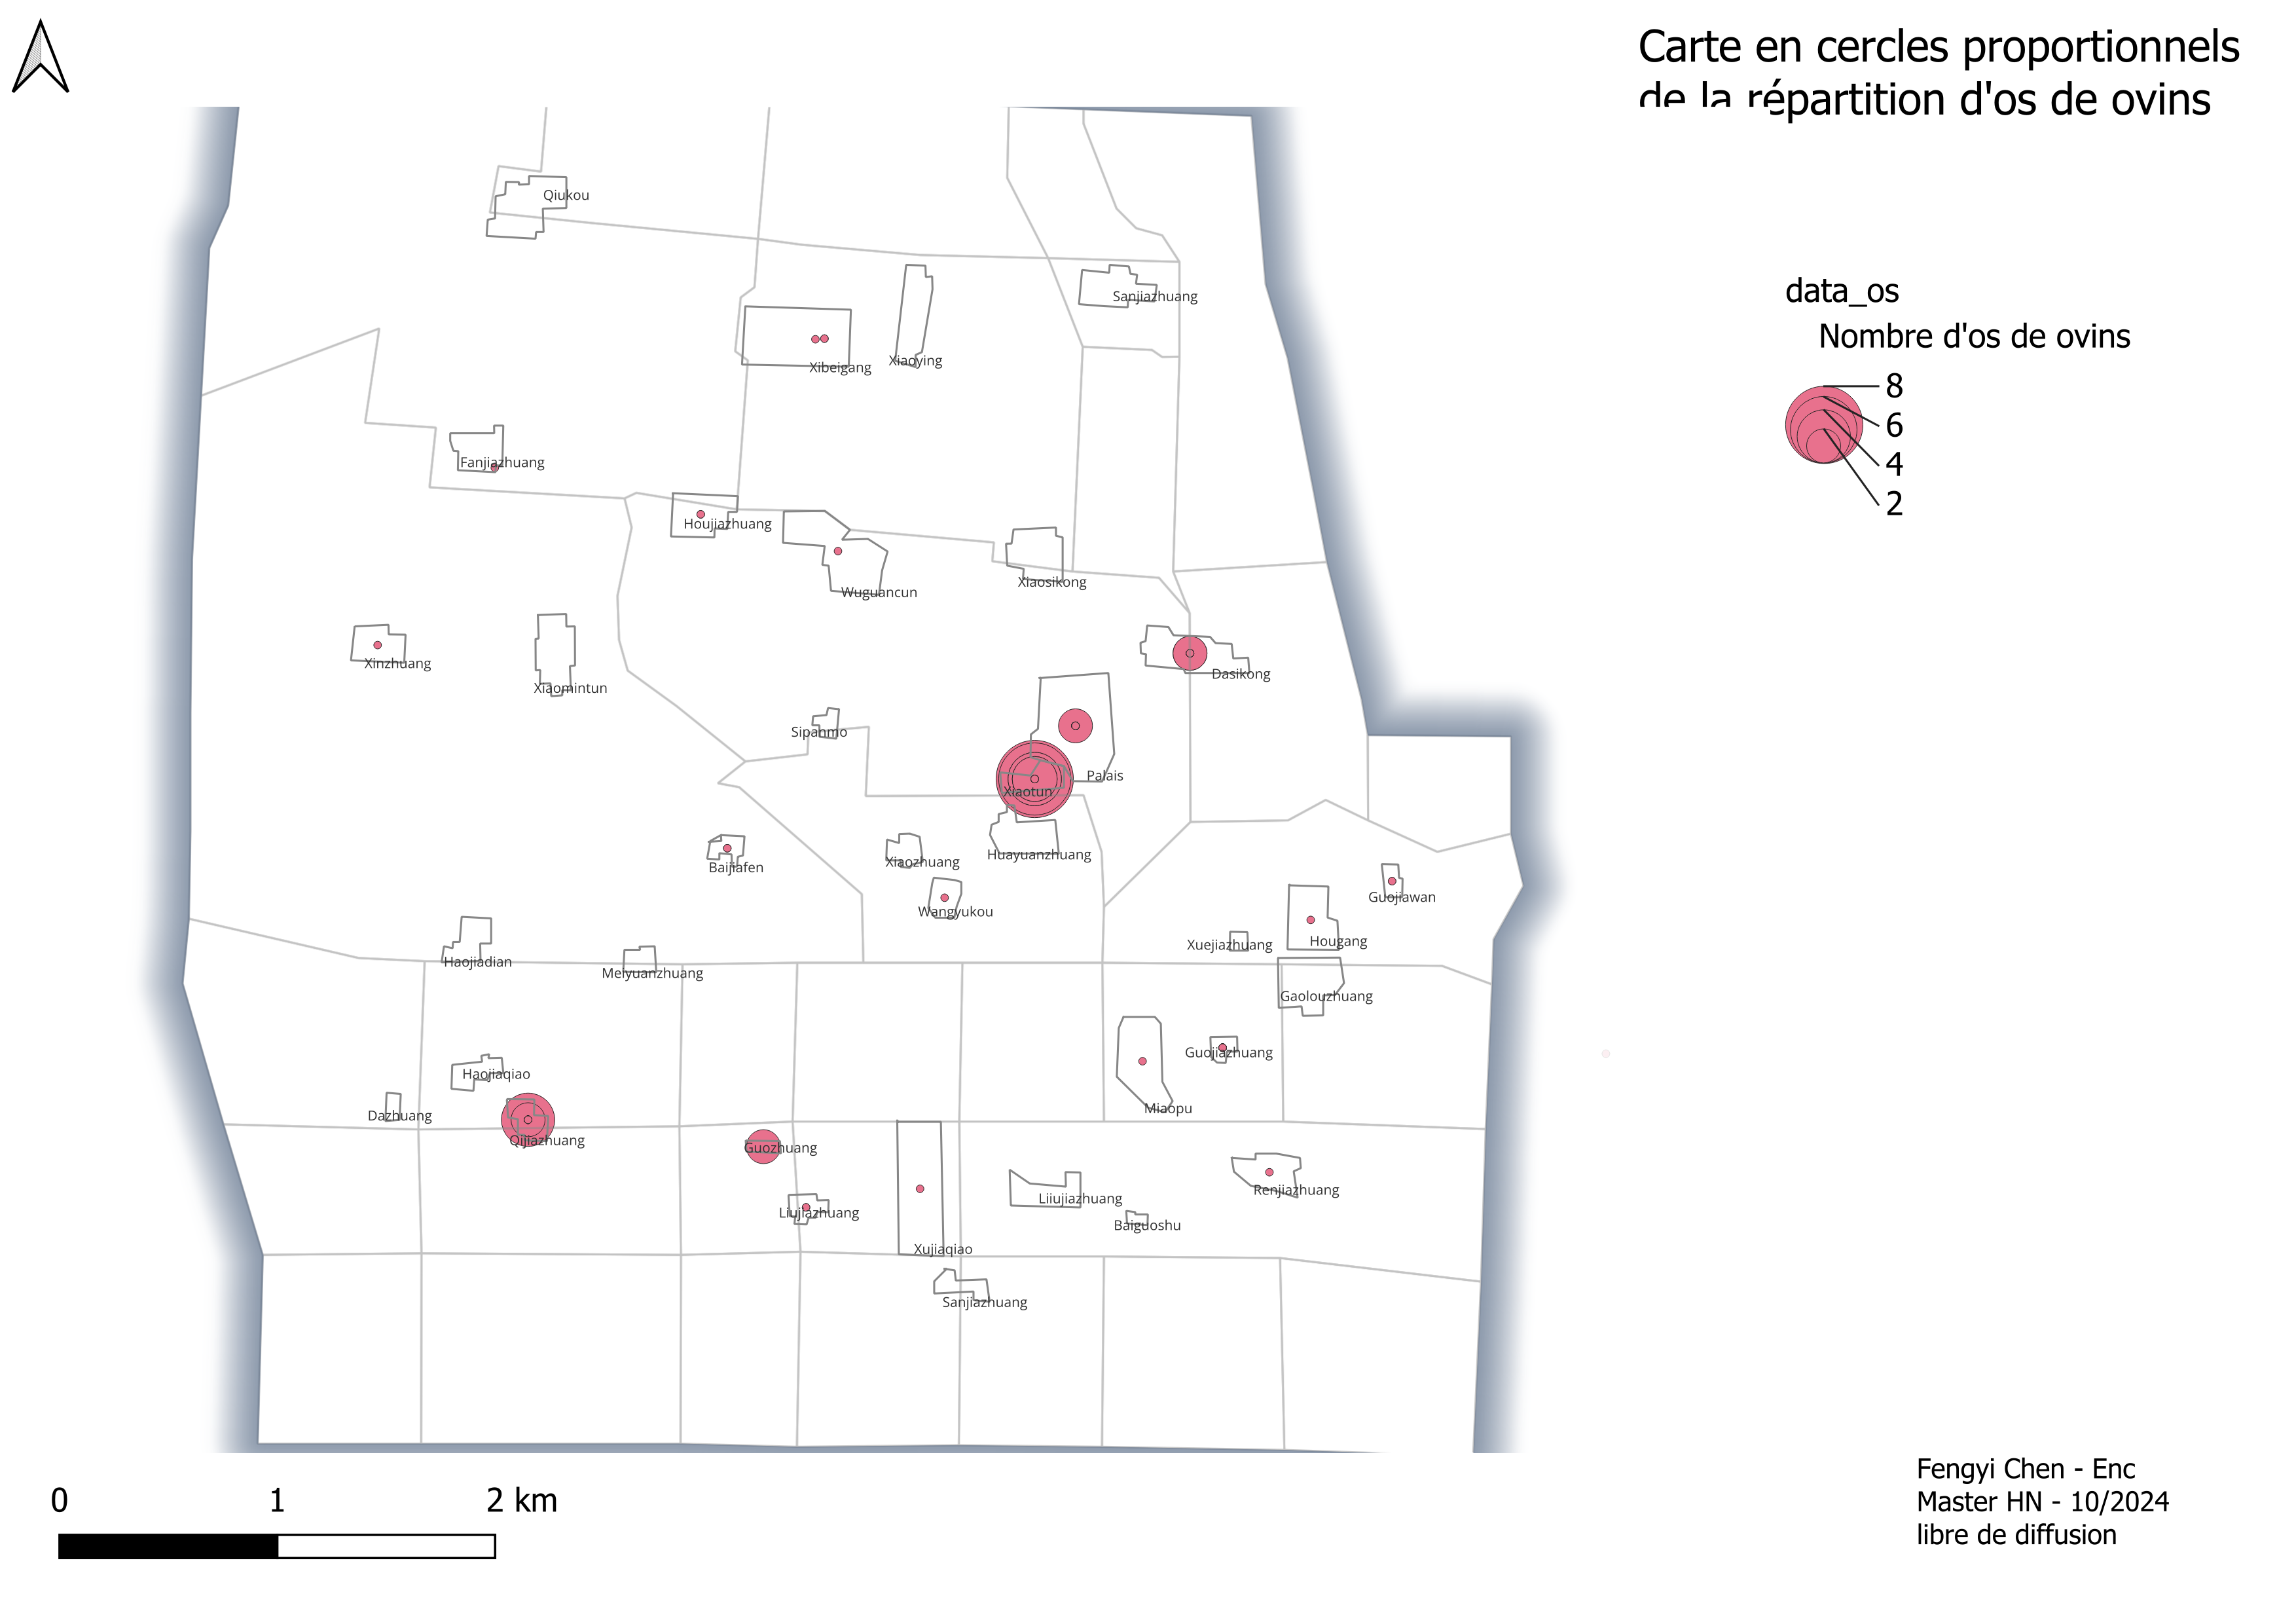 Carte en cercles proportionnels
de la répartition d'os de ovins
data_os
Nombre d'os de ovins
8
6
4
2
Qiukou
Sanjiazhuang
Xibeigang
Xiaoying
Fanjiazhuang
Houjiazhuang
Wuguancun
Xiaosikong
Xinzhuang
Xiaomintun
Dasikong
Sipanmo
Palais
Xiaotun
Huayuanzhuang
Baijiafen
Xiaozhuang
Wangyukou
Guojiawan
Hougang
Xuejiazhuang
Haojiadian
Meiyuanzhuang
Gaolouzhuang
Guojiazhuang
Haojiaqiao
Dazhuang
Miaopu
Qijiazhuang
Guozhuang
Renjiazhuang
Liiujiazhuang
Liujiazhuang
Baiguoshu
Xujiaqiao
Sanjiazhuang
0 1 2 km
Fengyi Chen - Enc
Master HN - 10/2024
libre de diffusion